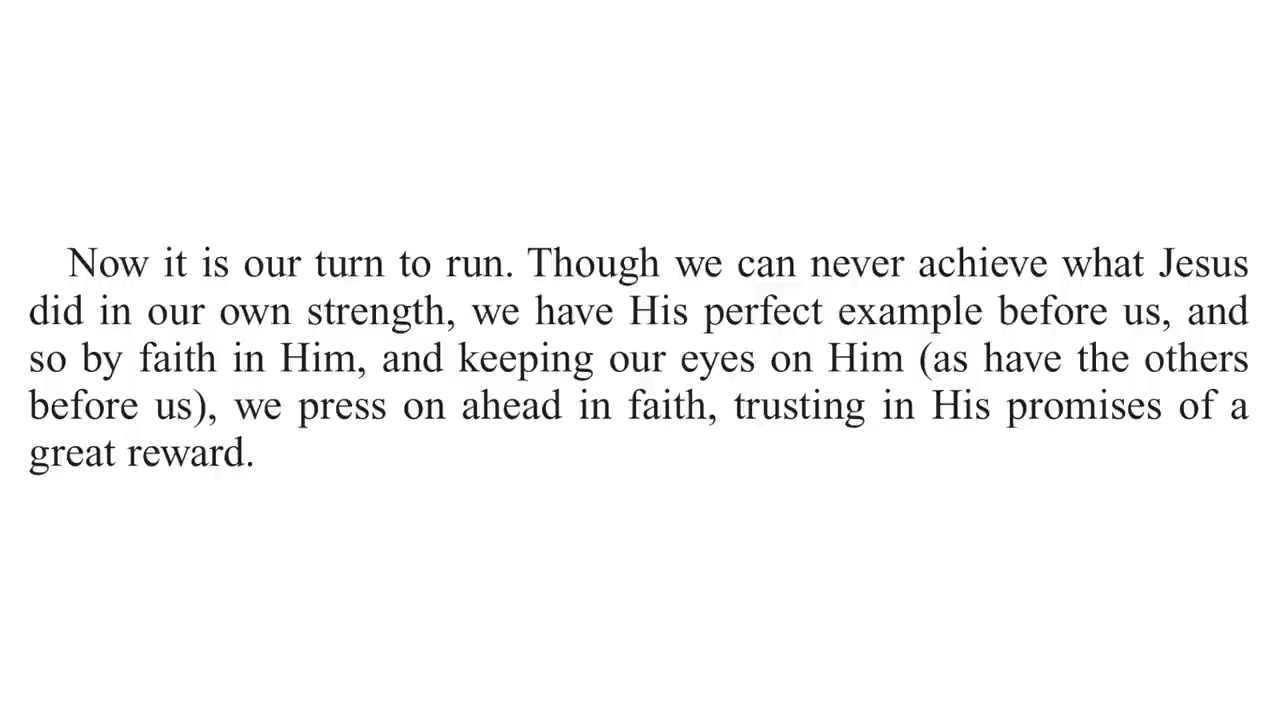 Now it is our turn to run. Though we can never achieve what Jesus
did in our own strength, we have His perfect example before us, and
so by faith in Him, and keeping our eyes on Him (as have the others
before us), we press on ahead in faith, trusting in His promises of a
great reward.